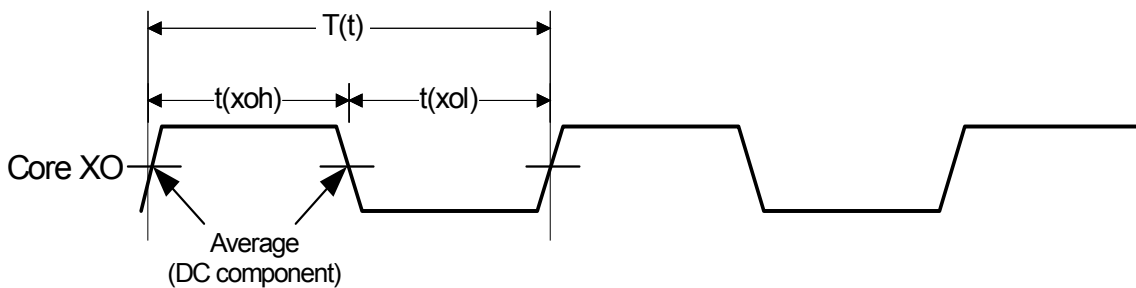 T(t)
t(xoh)
t(xol)
Core XO
Average
(DC component)